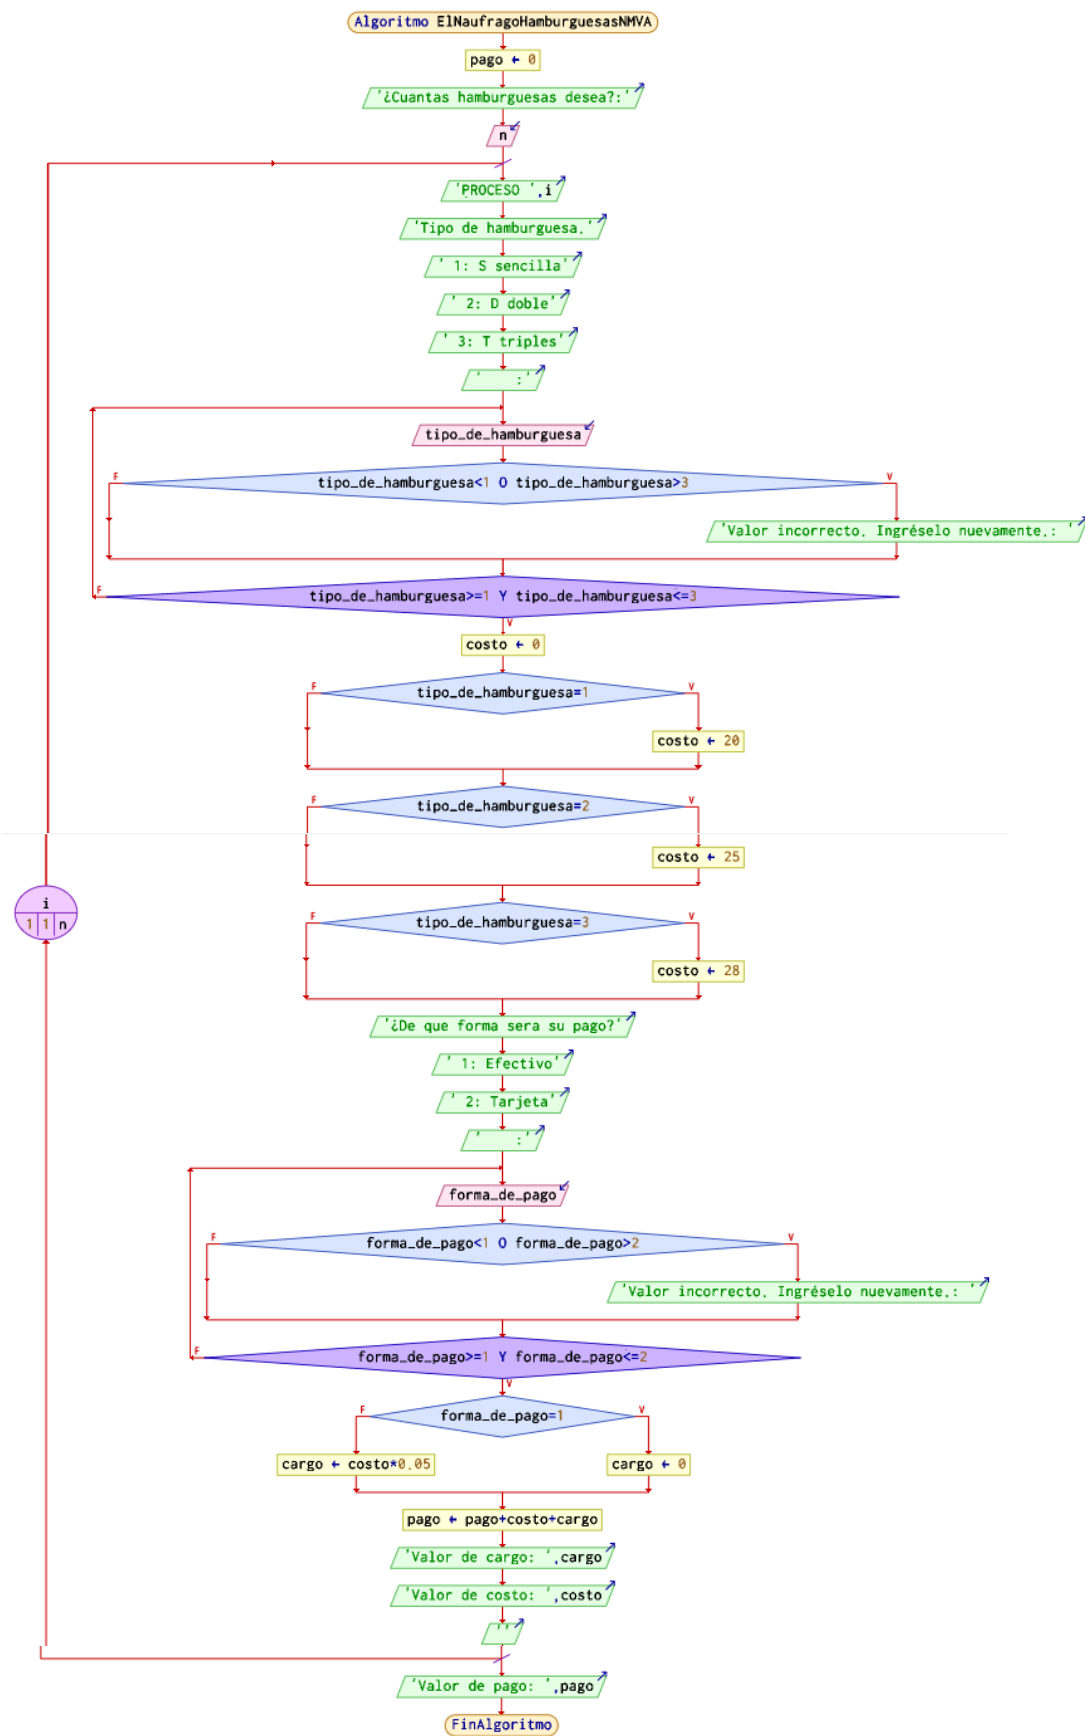 Algoritmo ElNaufragoHamburguesasNMVA
pago ← 0
'¿Cuantas hamburguesas desea?:'
n
'PROCESO ',i
'Tipo de hamburguesa.'
' 1: S sencilla'
' 2: D doble'
' 3: T triples'
'    :'
tipo_de_hamburguesa
F
tipo_de_hamburguesa<1 O tipo_de_hamburguesa>3
V
'Valor incorrecto. Ingréselo nuevamente.: '
F
tipo_de_hamburguesa>=1 Y tipo_de_hamburguesa<=3
V
costo ← 0
F
tipo_de_hamburguesa=1
V
costo ← 20
F
tipo_de_hamburguesa=2
V
costo ← 25
i
1 1 n
F
tipo_de_hamburguesa=3
V
costo ← 28
'¿De que forma sera su pago?'
' 1: Efectivo'
' 2: Tarjeta'
'    :'
forma_de_pago
F
forma_de_pago<1 O forma_de_pago>2
V
'Valor incorrecto. Ingréselo nuevamente.: '
F
forma_de_pago>=1 Y forma_de_pago<=2
V
F
forma_de_pago=1
V
cargo ← costo*0.05
cargo ← 0
pago ← pago+costo+cargo
'Valor de cargo: ',cargo
'Valor de costo: ',costo
''
'Valor de pago: ',pago
FinAlgoritmo